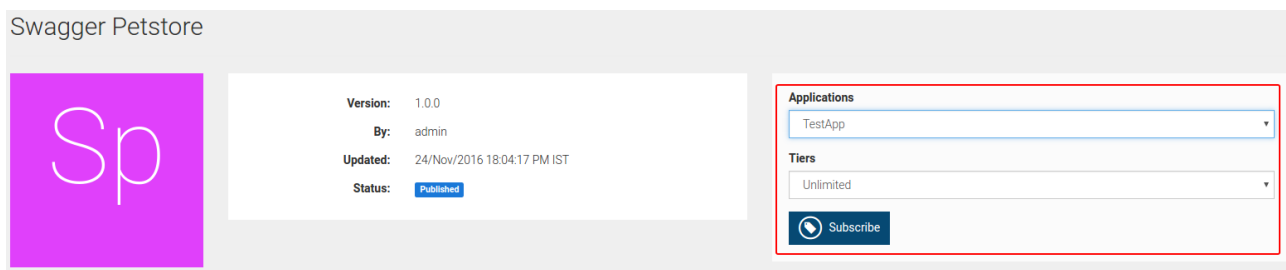 Swagger Petstore
Sp
Version: 1.0.0
By: admin
Updated: 24/Nov/2016 18:04:17 PM IST
Status: Published
Applications
TestApp
Tiers
Unlimited
Subscribe